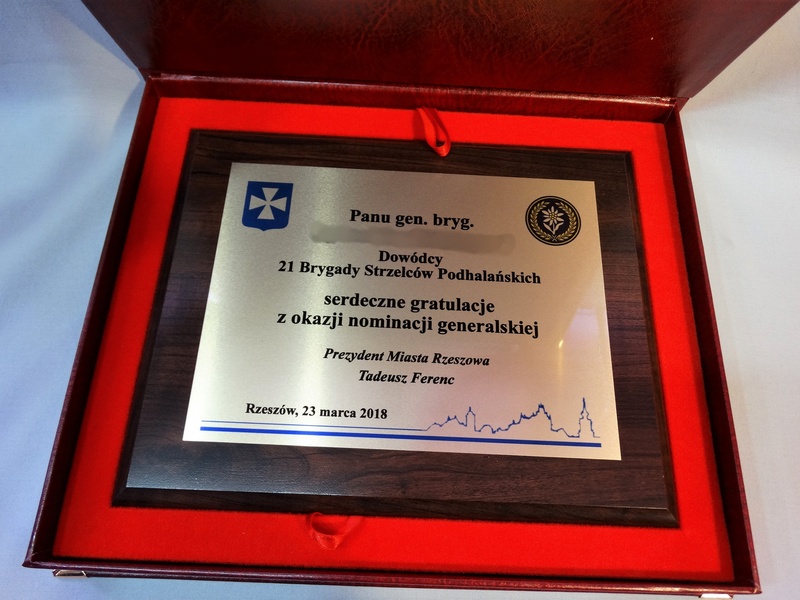 Panu gen. bryg.
Dowódcy
21 Brygady Strzelców Podhalańskich
serdeczne gratulacje
z okazji nominacji generalskiej
Prezydent Miasta Rzeszowa
Tadeusz Ferenc
Rzeszów, 23 marca 2018